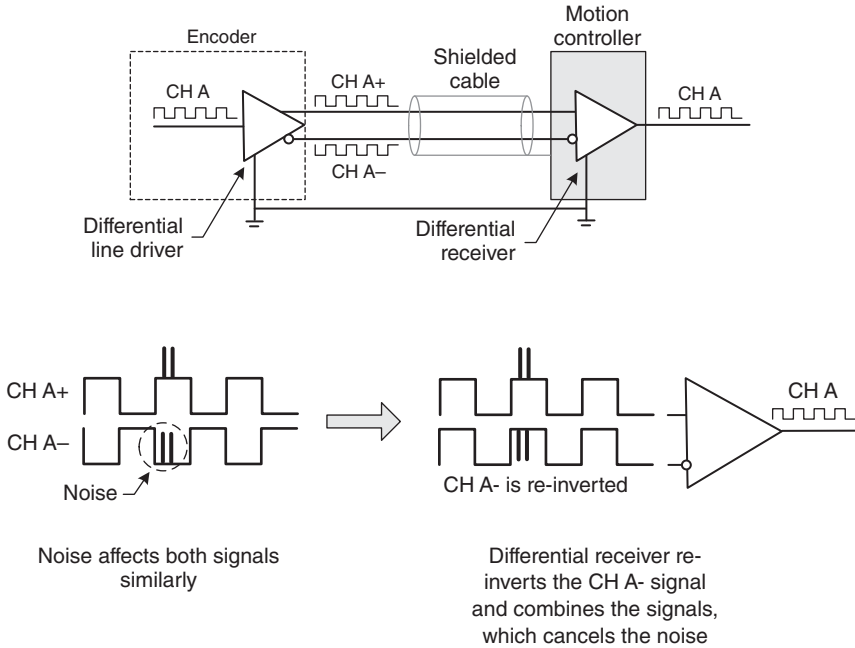 Encoder
Motion
controller
Shielded
cable
CH A
CH A+
CH A–
CH A
Differential
line driver
Differential
receiver
CH A+
CH A–
Noise
CH A- is re-inverted
CH A
Noise affects both signals
similarly
Differential receiver re-
inverts the CH A- signal
and combines the signals,
which cancels the noise